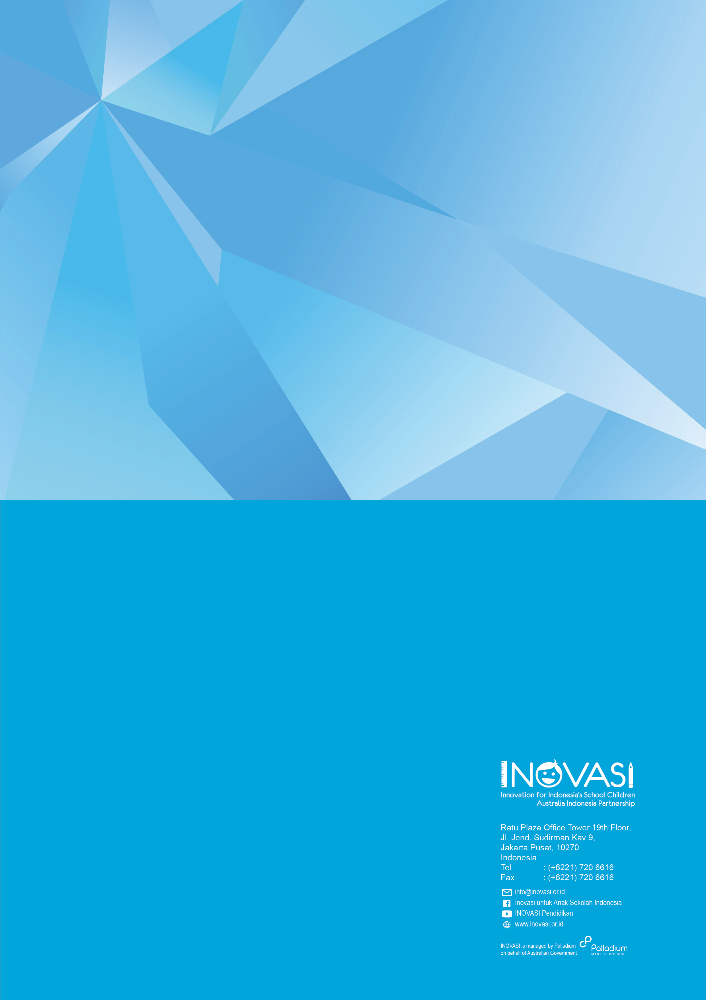 INOVASI
Innovation for Indonesia's School Children
Australia Indonesia Partnership
Ratu Plaza Office Tower 19th Floor,
Jl. Jend. Sudirman Kav 9,
Jakarta Pusat, 10270
Indonesia
Tel : (+6221) 720 6616
Fax : (+6221) 720 6616
info@inovasi.or.id
Inovasi untuk Anak Sekolah Indonesia
INOVASI Pendidikan
www.inovasi.or.id
INOVASI is managed by Palladium
on behalf of Australian Government
Palladium
MAKE IT POSSIBLE